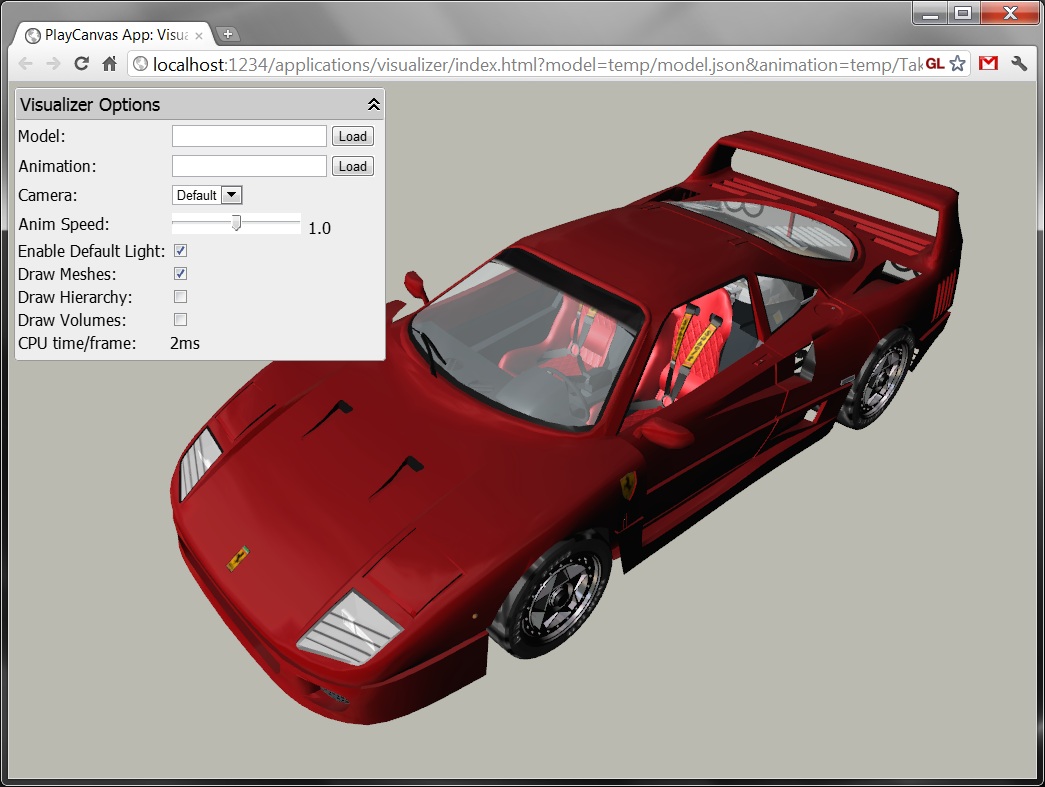 PlayCanvas App: Visua
localhost:1234/applications/visualizer/index.html?model=temp/model.json&animation=temp/Tak
GL
Visualizer Options
Model:
Load
Animation:
Load
Camera:
Default
Anim Speed:
1.0
Enable Default Light:
Draw Meshes:
Draw Hierarchy:
Draw Volumes:
CPU time/frame:
2ms